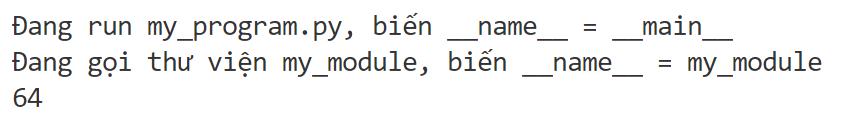 Đang run my_program.py, biến __name__ = __main__
Đang gọi thư viện my_module, biến __name__ = my_module
64